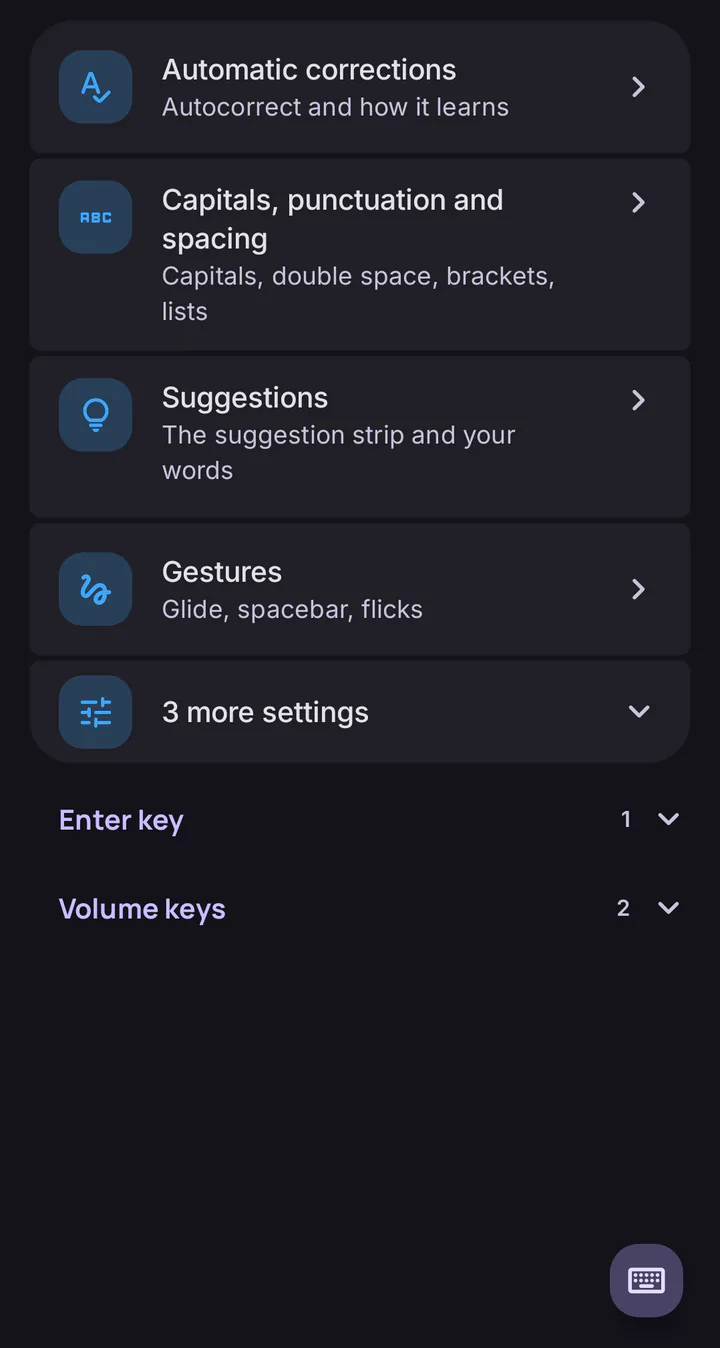 Automatic corrections
Autocorrect and how it learns
ABC
Capitals, punctuation and
spacing
Capitals, double space, brackets,
lists
Suggestions
The suggestion strip and your
words
Gestures
Glide, spacebar, flicks
3 more settings
Enter key 1
Volume keys 2